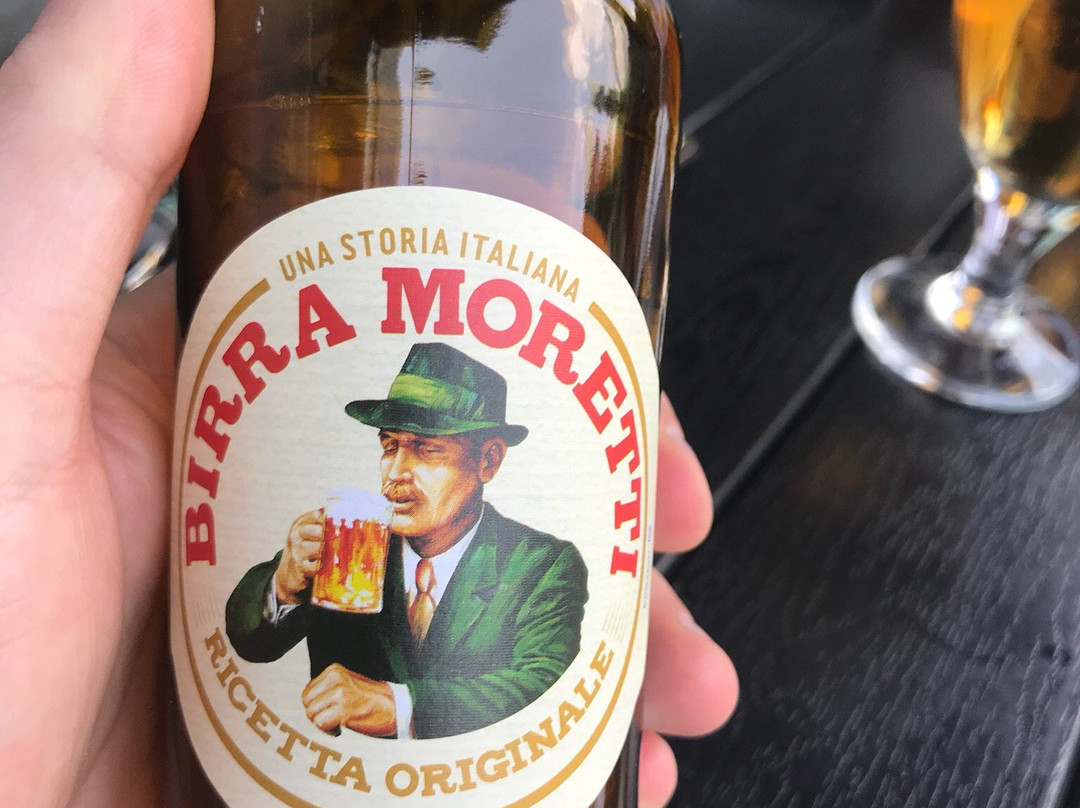 UNA STORIA ITALIANA
BIRRA MORETTI
RICETTA ORIGINALE